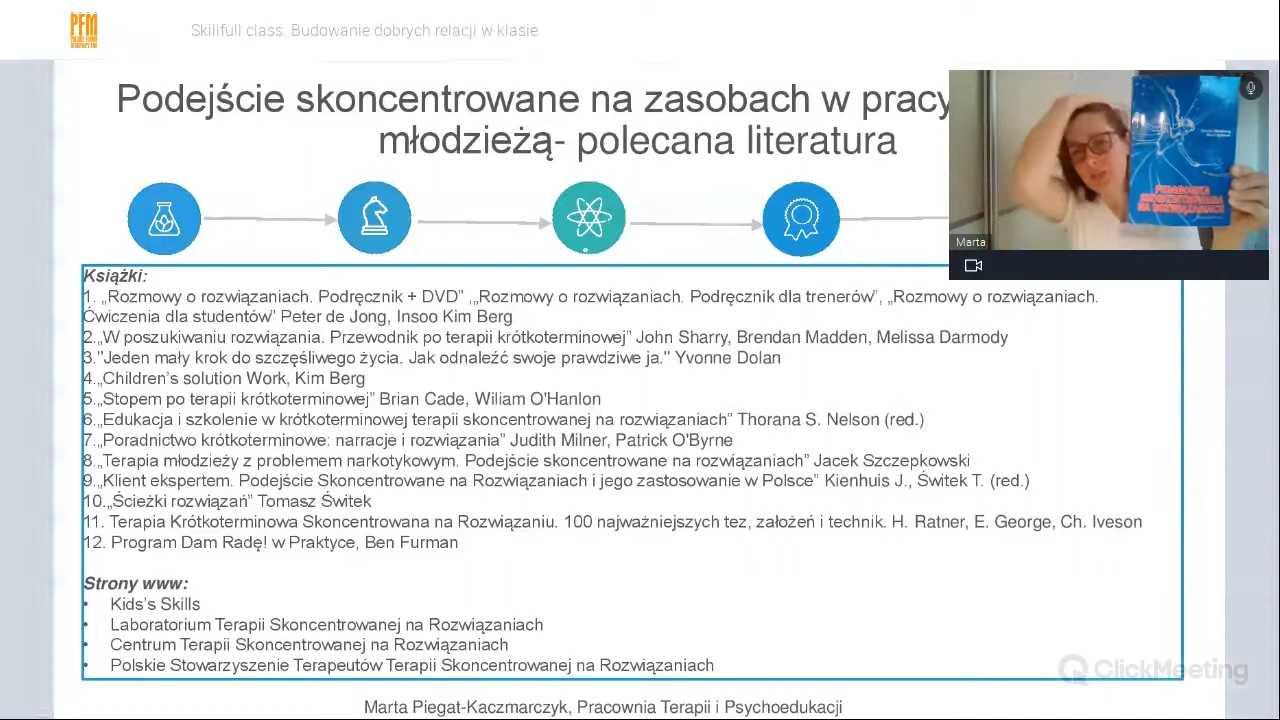 PFM
Skillfull class. Budowanie dobrych relacji w klasie
Podejście skoncentrowane na zasobach w pracy
młodzieżą- polecana literatura
Marta
PEDAGOGIKA
SKONCENTROWANA
NA ROZWIĄZANIACH
Książki:
1. „Rozmowy o rozwiązaniach. Podręcznik + DVD” ,„Rozmowy o rozwiązaniach. Podręcznik dla trenerów”, „Rozmowy o rozwiązaniach.
Ćwiczenia dla studentów” Peter de Jong, Insoo Kim Berg
2.„W poszukiwaniu rozwiązania. Przewodnik po terapii krótkoterminowej” John Sharry, Brendan Madden, Melissa Darmody
3."Jeden mały krok do szczęśliwego życia. Jak odnaleźć swoje prawdziwe ja." Yvonne Dolan
4.„Children’s solution Work, Kim Berg
5.„Stopem po terapii krótkoterminowej” Brian Cade, Wiliam O'Hanlon
6.„Edukacja i szkolenie w krótkoterminowej terapii skoncentrowanej na rozwiązaniach” Thorana S. Nelson (red.)
7.„Poradnictwo krótkoterminowe: narracje i rozwiązania” Judith Milner, Patrick O'Byrne
8.„Terapia młodzieży z problemem narkotykowym. Podejście skoncentrowane na rozwiązaniach” Jacek Szczepkowski
9.„Klient ekspertem. Podejście Skoncentrowane na Rozwiązaniach i jego zastosowanie w Polsce” Kienhuis J., Świtek T. (red.)
10.„Ścieżki rozwiązań” Tomasz Świtek
11. Terapia Krótkoterminowa Skoncentrowana na Rozwiązaniu. 100 najważniejszych tez, założeń i technik. H. Ratner, E. George, Ch. Iveson
12. Program Dam Radę! w Praktyce, Ben Furman
Strony www:
• Kids’s Skills
• Laboratorium Terapii Skoncentrowanej na Rozwiązaniach
• Centrum Terapii Skoncentrowanej na Rozwiązaniach
• Polskie Stowarzyszenie Terapeutów Terapii Skoncentrowanej na Rozwiązaniach
ClickMeeting
Marta Piegat-Kaczmarczyk, Pracownia Terapii i Psychoedukacji